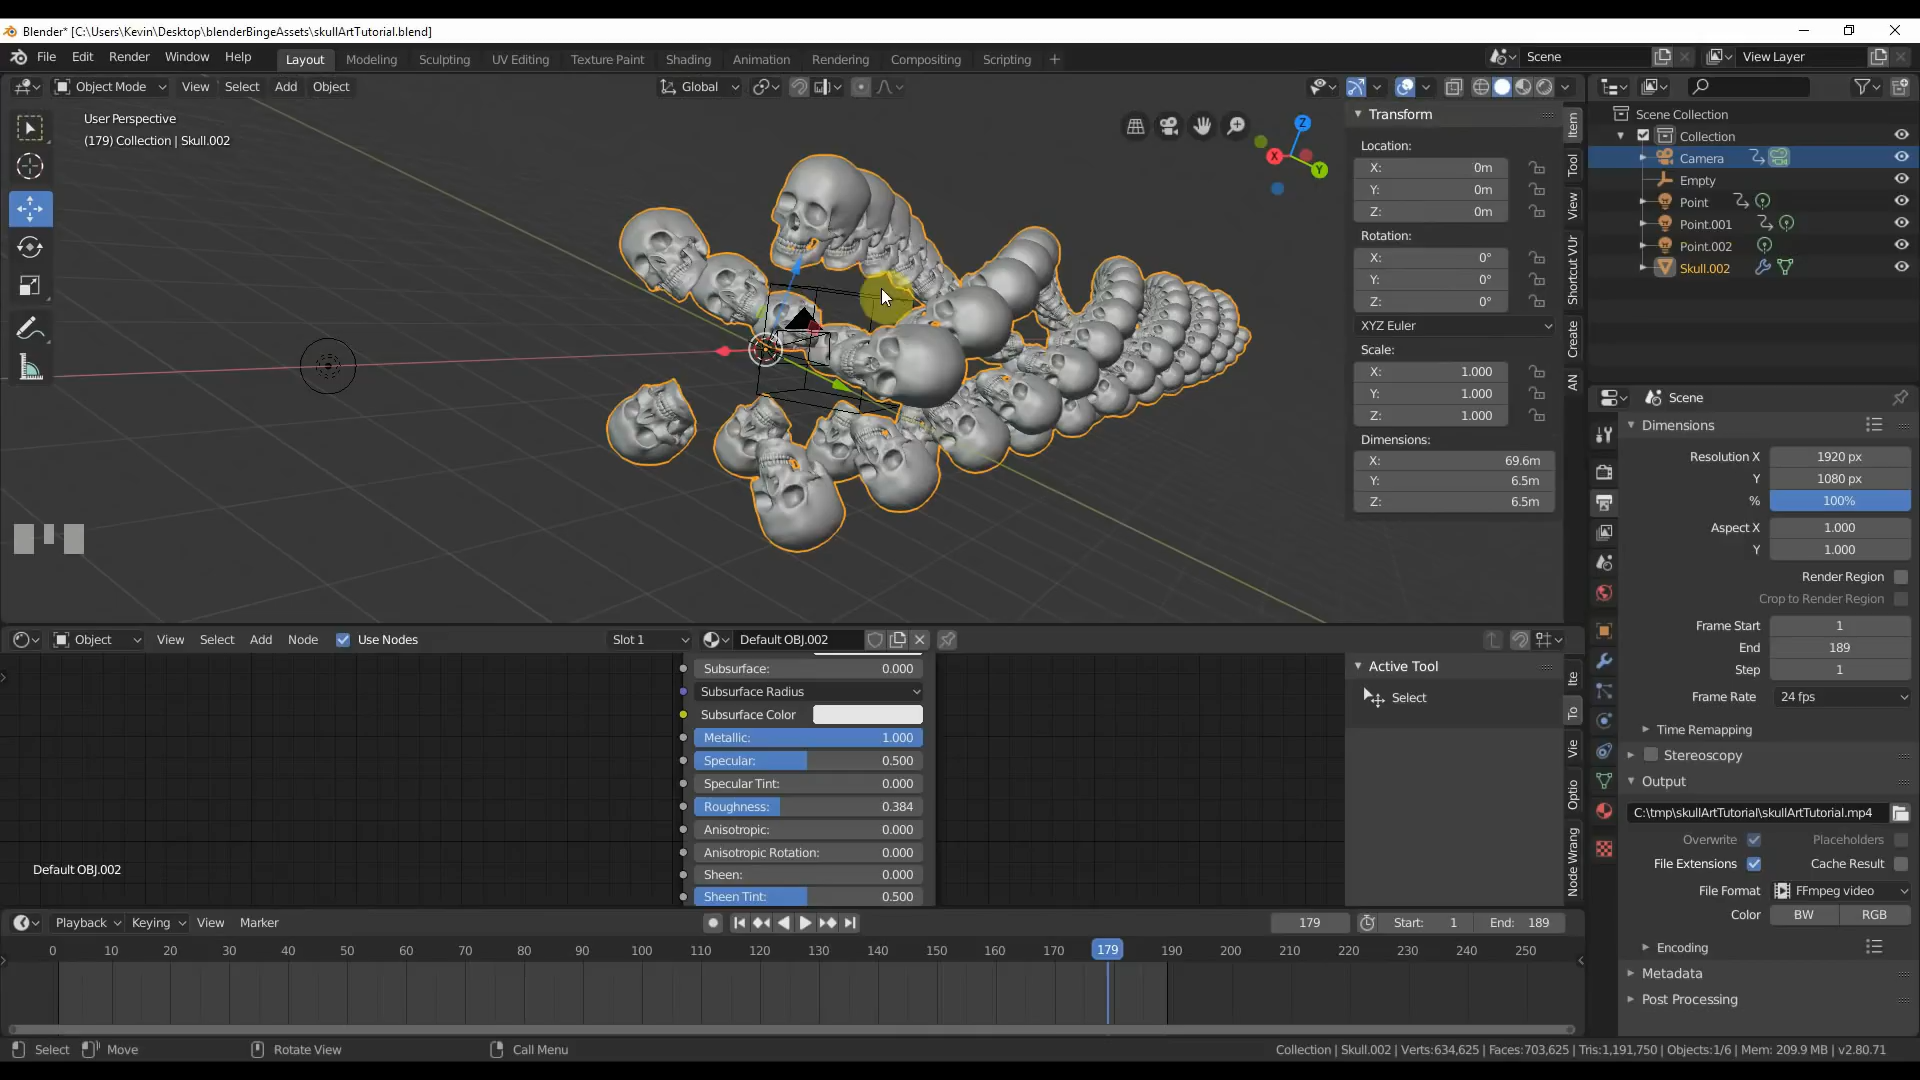 Blender* [C:\Users\Kevin\Desktop\blenderBingeAssets\skullArtTutorial.blend]
File Edit Render Window Help Layout Modeling Sculpting UV Editing Texture Paint Shading Animation Rendering Compositing Scripting + Scene View Layer
Object Mode View Select Add Object Global
User Perspective
(179) Collection | Skull.002
Z
X
Y
Transform
Location:
X: 0m
Y: 0m
Z: 0m
Rotation:
X: 0°
Y: 0°
Z: 0°
XYZ Euler
Scale:
X: 1.000
Y: 1.000
Z: 1.000
Dimensions:
X: 69.6m
Y: 6.5m
Z: 6.5m
Item
Tool
View
Shortcut VUr
Create
AN
Scene Collection
Collection
Camera
Empty
Point
Point.001
Point.002
Skull.002
Scene
Dimensions
Resolution X 1920 px
Y 1080 px
% 100%
Aspect X 1.000
Y 1.000
Render Region
Crop to Render Region
Frame Start 1
End 189
Step 1
Frame Rate 24 fps
Time Remapping
Stereoscopy
Output
C:\tmp\skullArtTutorial\skullArtTutorial.mp4
Overwrite Placeholders
File Extensions Cache Result
File Format FFmpeg video
Color BW RGB
Encoding
Metadata
Post Processing
Object View Select Add Node Use Nodes Slot 1 Default OBJ.002
Subsurface: 0.000
Subsurface Radius
Subsurface Color
Metallic: 1.000
Specular: 0.500
Specular Tint: 0.000
Roughness: 0.384
Anisotropic: 0.000
Anisotropic Rotation: 0.000
Sheen: 0.000
Sheen Tint: 0.500
Default OBJ.002
Active Tool
Select
Ite
To
Vie
Optio
Node Wrang
Playback Keying View Marker 179 Start: 1 End: 189
0 10 20 30 40 50 60 70 80 90 100 110 120 130 140 150 160 170 179 190 200 210 220 230 240 250
Select Move Rotate View Call Menu Collection | Skull.002 | Verts:634,625 | Faces:703,625 | Tris:1,191,750 | Objects:1/6 | Mem: 209.9 MB | v2.80.71